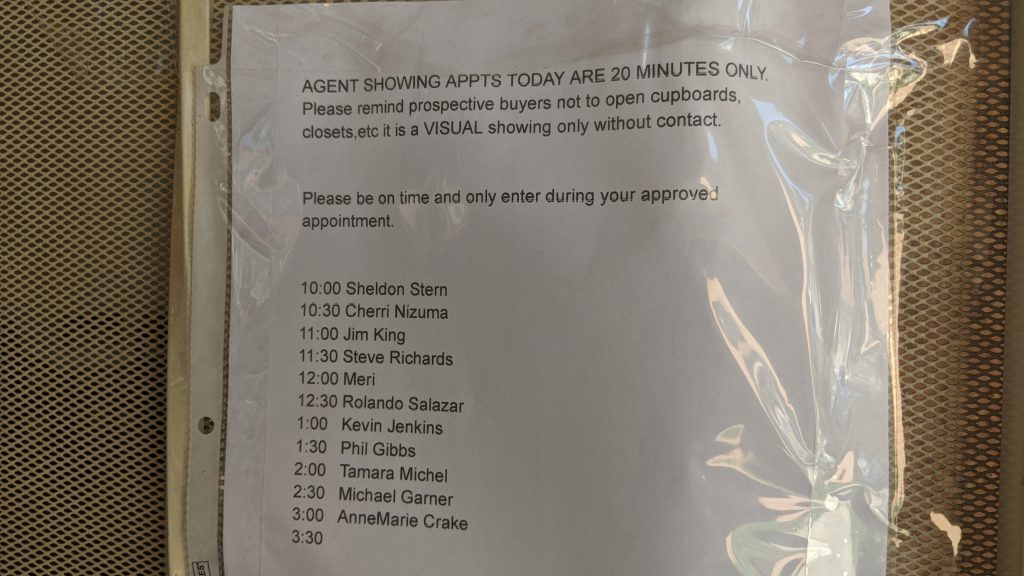 AGENT SHOWING APPTS TODAY ARE 20 MINUTES ONLY.
Please remind prospective buyers not to open cupboards,
closets,etc it is a VISUAL showing only without contact.
Please be on time and only enter during your approved
appointment.
10:00 Sheldon Stern
10:30 Cherri Nizuma
11:00 Jim King
11:30 Steve Richards
12:00 Meri
12:30 Rolando Salazar
1:00 Kevin Jenkins
1:30 Phil Gibbs
2:00 Tamara Michel
2:30 Michael Garner
3:00 AnneMarie Crake
3:30